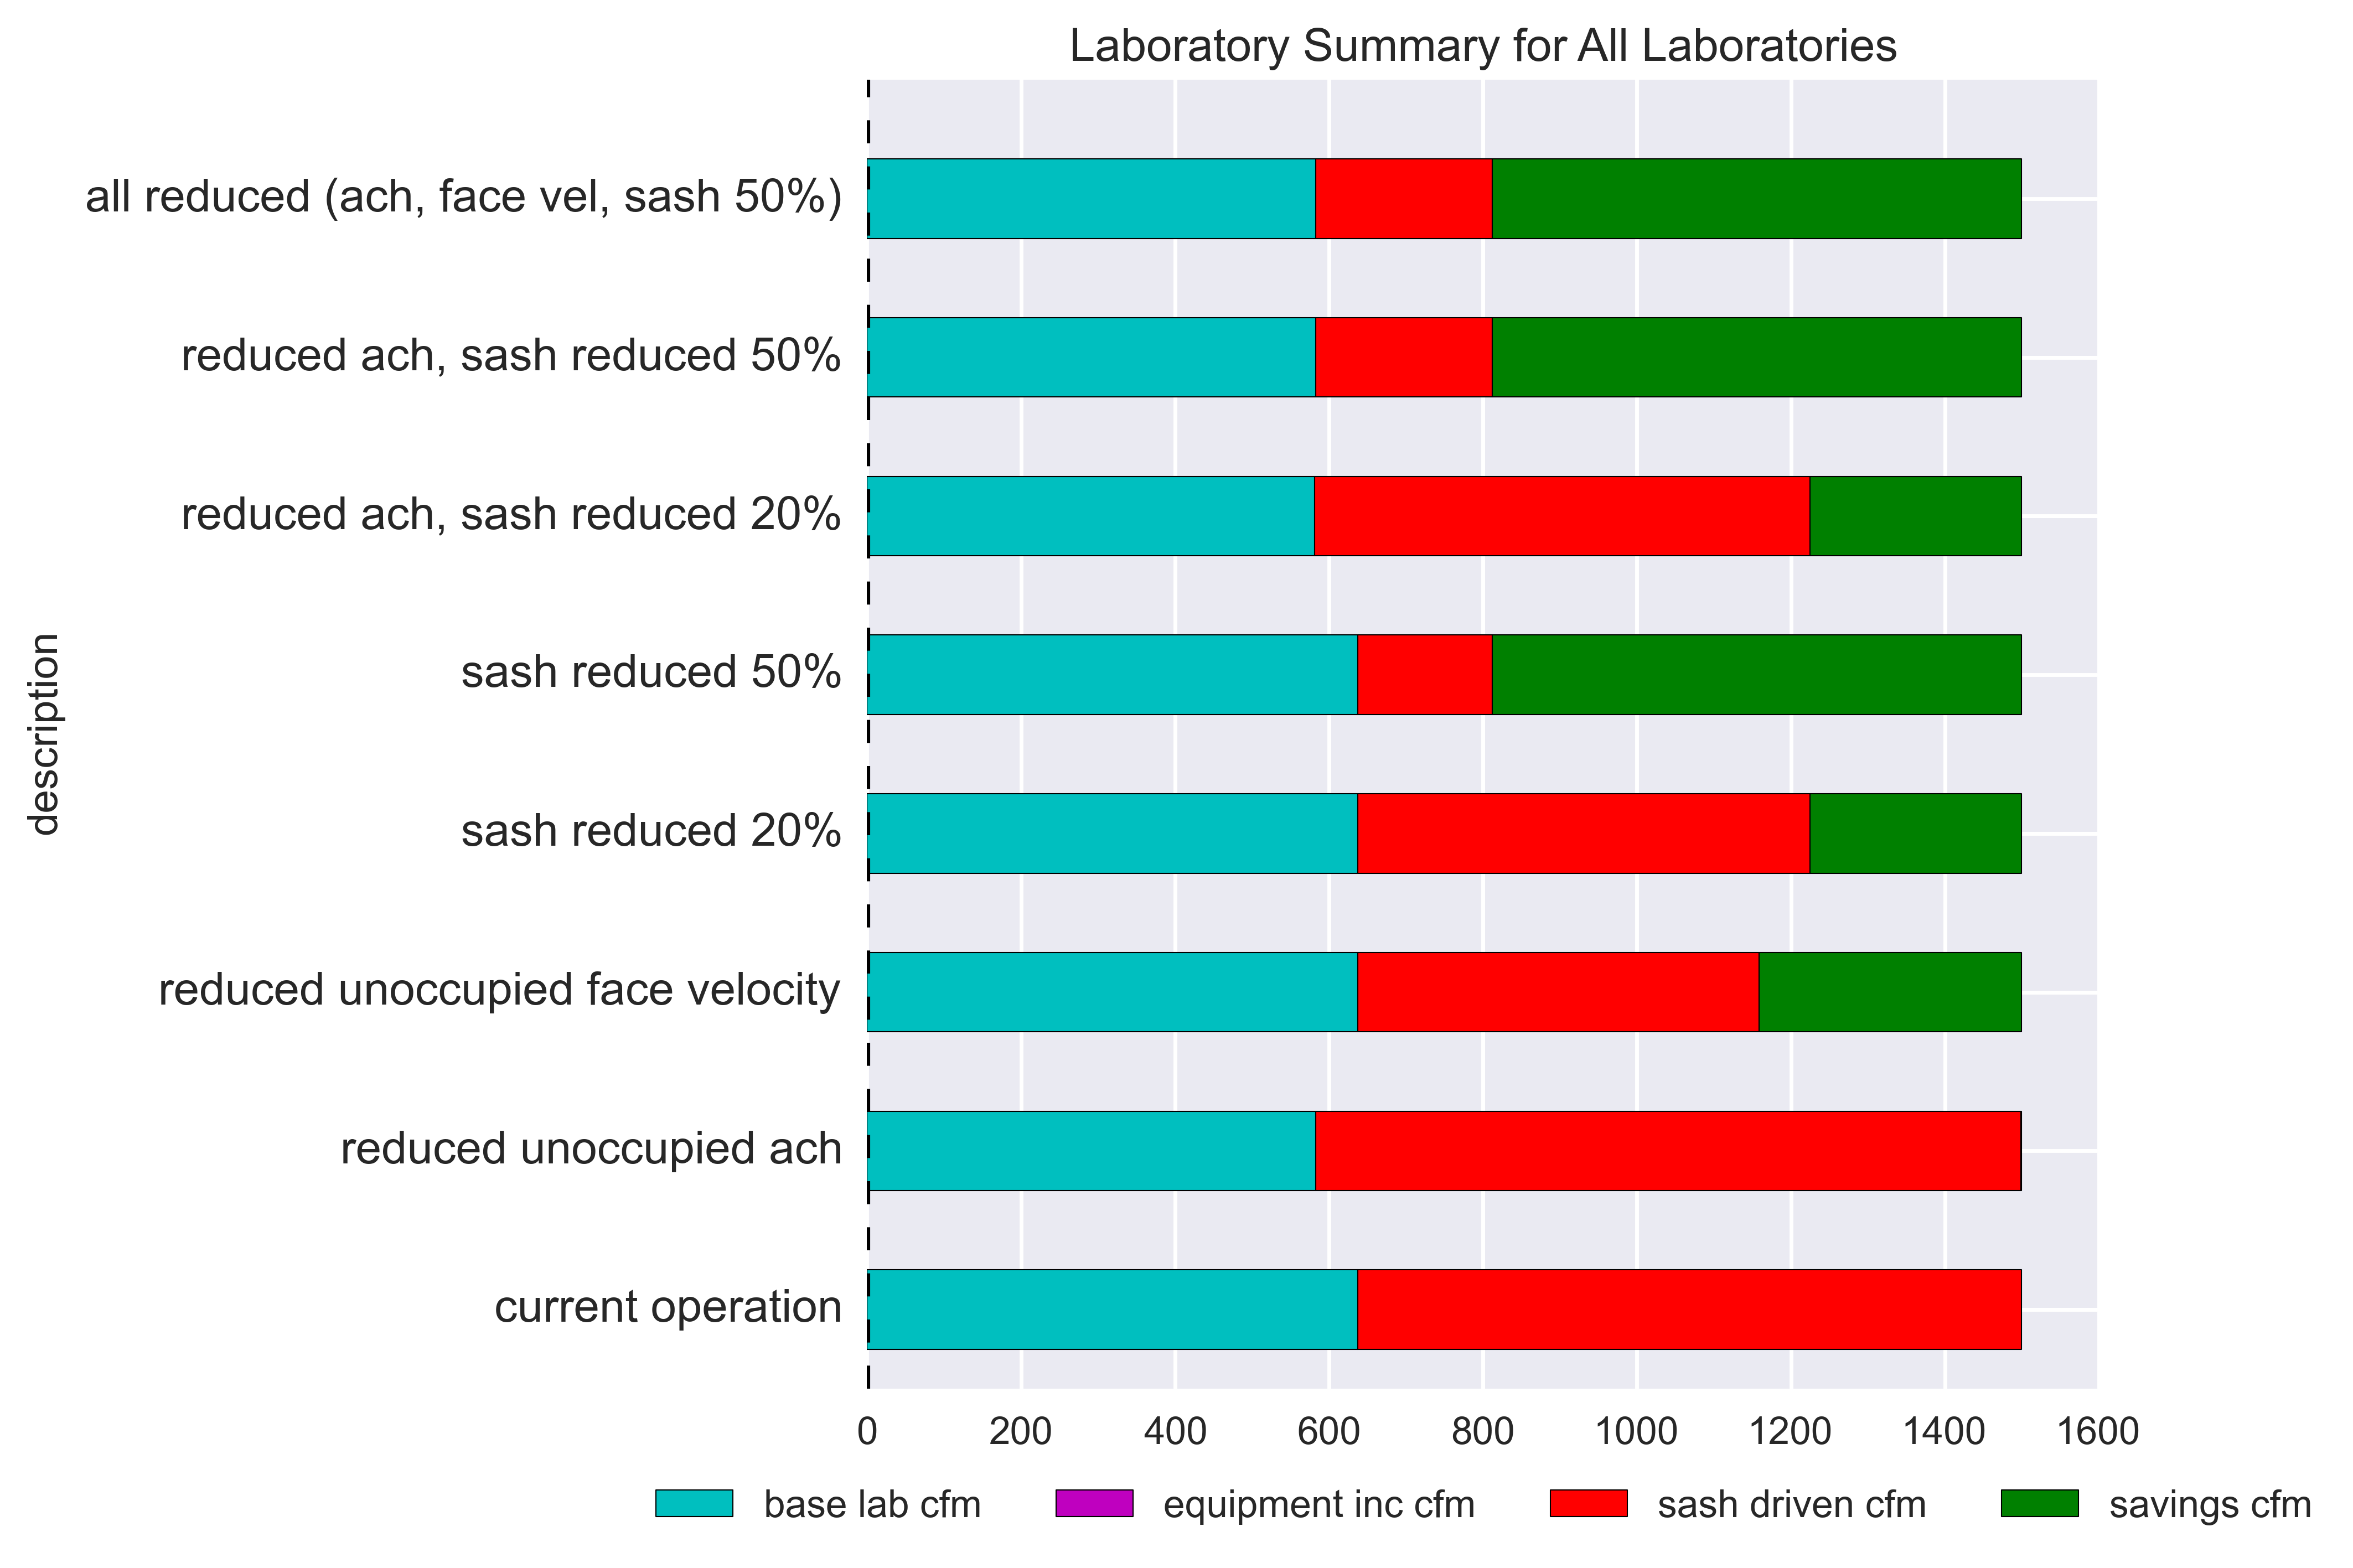 Laboratory Summary for All Laboratories
all reduced (ach, face vel, sash 50%)
reduced ach, sash reduced 50%
reduced ach, sash reduced 20%
sash reduced 50%
sash reduced 20%
reduced unoccupied face velocity
reduced unoccupied ach
current operation
description
0 200 400 600 800 1000 1200 1400 1600
base lab cfm equipment inc cfm sash driven cfm savings cfm